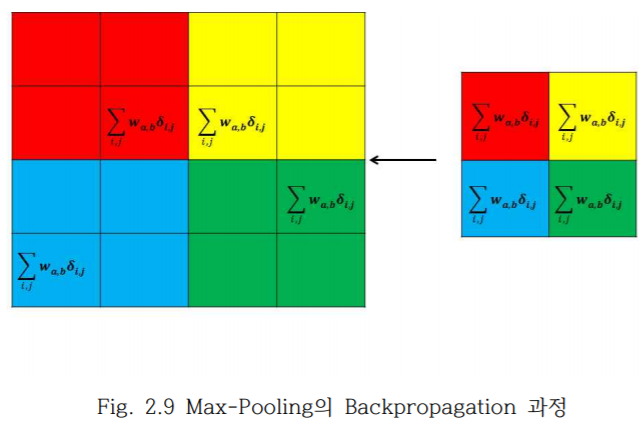 ∑ w_{a,b}δ_{i,j} ∑ w_{a,b}δ_{i,j}
i,j i,j
∑ w_{a,b}δ_{i,j}
i,j
∑ w_{a,b}δ_{i,j}
i,j
∑ w_{a,b}δ_{i,j} ∑ w_{a,b}δ_{i,j}
i,j i,j
∑ w_{a,b}δ_{i,j} ∑ w_{a,b}δ_{i,j}
i,j i,j
Fig. 2.9 Max-Pooling의 Backpropagation 과정